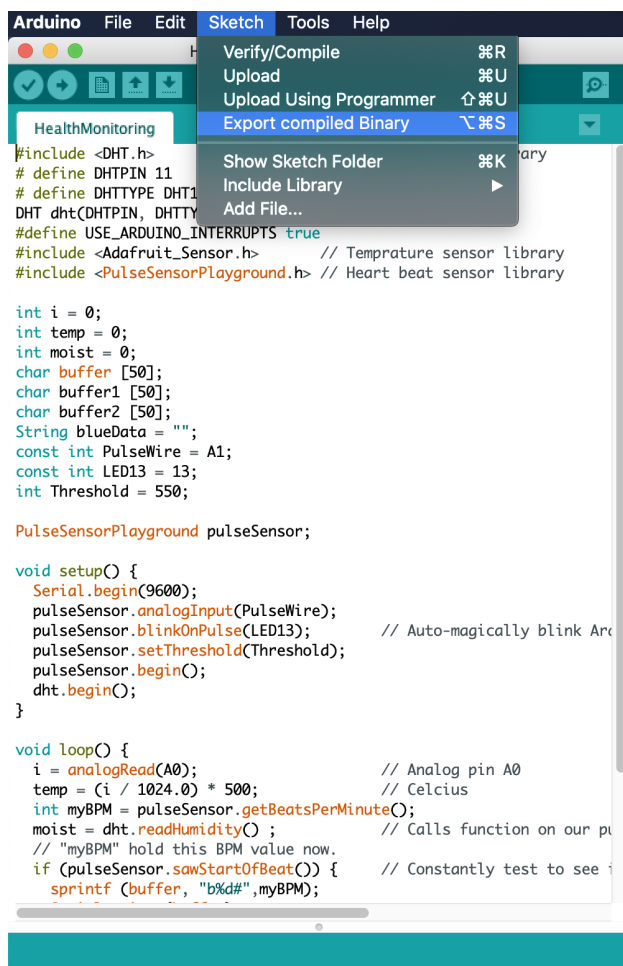 Arduino File Edit Sketch Tools Help
H
Verify/Compile ⌘R
Upload ⌘U
Upload Using Programmer ⇧⌘U
Export compiled Binary ⌥⌘S
Show Sketch Folder ⌘K
Include Library ▶
Add File...
HealthMonitoring
#include <DHT.h> rary
# define DHTPIN 11
# define DHTTYPE DHT1
DHT dht(DHTPIN, DHTTY
#define USE_ARDUINO_INTERRUPTS true
#include <Adafruit_Sensor.h> // Temprature sensor library
#include <PulseSensorPlayground.h> // Heart beat sensor library
int i = 0;
int temp = 0;
int moist = 0;
char buffer [50];
char buffer1 [50];
char buffer2 [50];
String blueData = "";
const int PulseWire = A1;
const int LED13 = 13;
int Threshold = 550;
PulseSensorPlayground pulseSensor;
void setup() {
Serial.begin(9600);
pulseSensor.analogInput(PulseWire);
pulseSensor.blinkOnPulse(LED13); // Auto-magically blink Ard
pulseSensor.setThreshold(Threshold);
pulseSensor.begin();
dht.begin();
}
void loop() {
i = analogRead(A0); // Analog pin A0
temp = (i / 1024.0) * 500; // Celcius
int myBPM = pulseSensor.getBeatsPerMinute();
moist = dht.readHumidity() ; // Calls function on our pu
// "myBPM" hold this BPM value now.
if (pulseSensor.sawStartOfBeat()) { // Constantly test to see i
sprintf (buffer, "b%d#",myBPM);